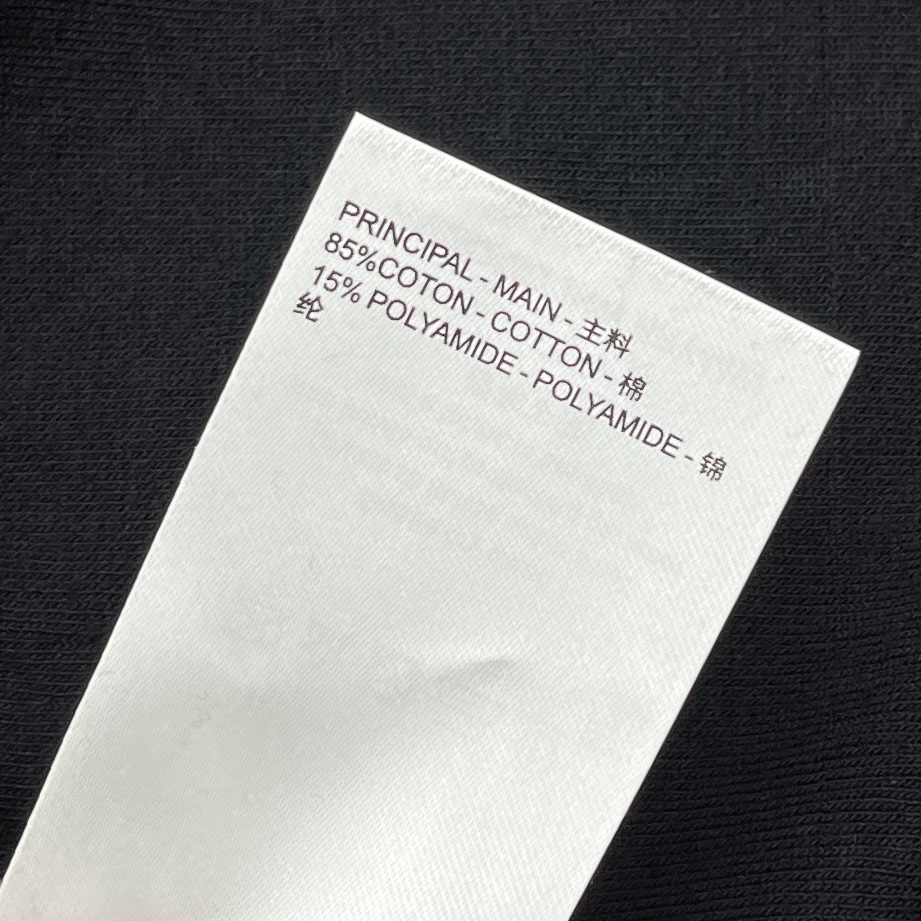 PRINCIPAL - MAIN - 主料
85%COTON - COTTON - 棉
15% POLYAMIDE - POLYAMIDE - 锦
纶